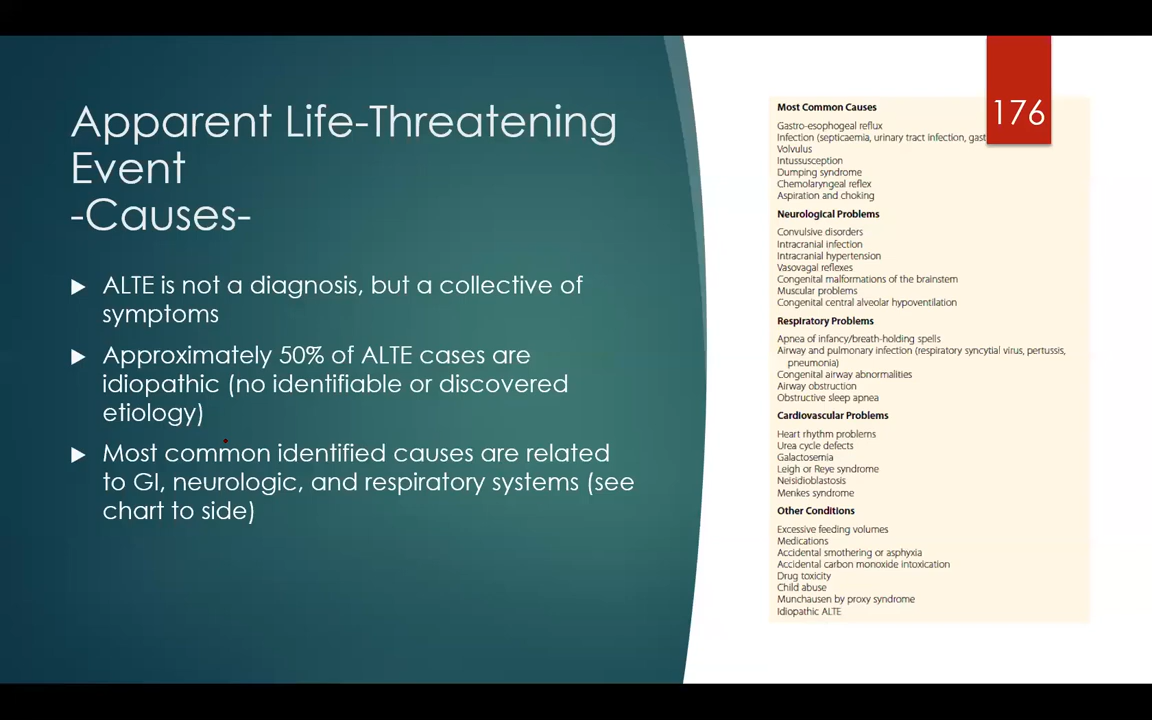 Apparent Life-Threatening
Event
-Causes-
ALTE is not a diagnosis, but a collective of
symptoms
Approximately 50% of ALTE cases are
idiopathic (no identifiable or discovered
etiology)
Most common identified causes are related
to GI, neurologic, and respiratory systems (see
chart to side)
176
Most Common Causes
Gastro-esophogeal reflux
Infection (septicaemia, urinary tract infection,
Volvulus
Intussusception
Dumping syndrome
Chemolaryngeal reflex
Aspiration and choking
Neurological Problems
Convulsive disorders
Intracranial infection
Intracranial hypertension
Vasovagal reflexes
Congenital malformations of the brainstem
Muscular problems
Congenital central alveolar hypoventilation
Respiratory Problems
Apnea of infancy/breath-holding spells
Airway and pulmonary infection (respiratory syncytial virus, pertussis,
pneumonia)
Congenital airway abnormalities
Airway obstruction
Obstructive sleep apnea
Cardiovascular Problems
Heart rhythm problems
Urea cycle defects
Galactosemia
Leigh or Reye syndrome
Neisidioblastosis
Menkes syndrome
Other Conditions
Excessive feeding volumes
Medications
Accidental smothering or asphyxia
Accidental carbon monoxide intoxication
Drug toxicity
Child abuse
Munchausen by proxy syndrome
Idiopathic ALTE